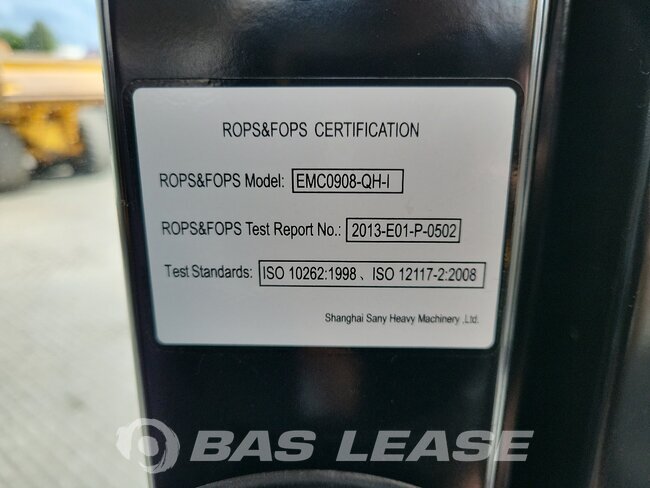 ROPS&FOPS CERTIFICATION
ROPS&FOPS Model: EMC0908-QH-I
ROPS&FOPS Test Report No.: 2013-E01-P-0502
Test Standards: ISO 10262:1998、ISO 12117-2:2008
Shanghai Sany Heavy Machinery ,Ltd.
BAS LEASE